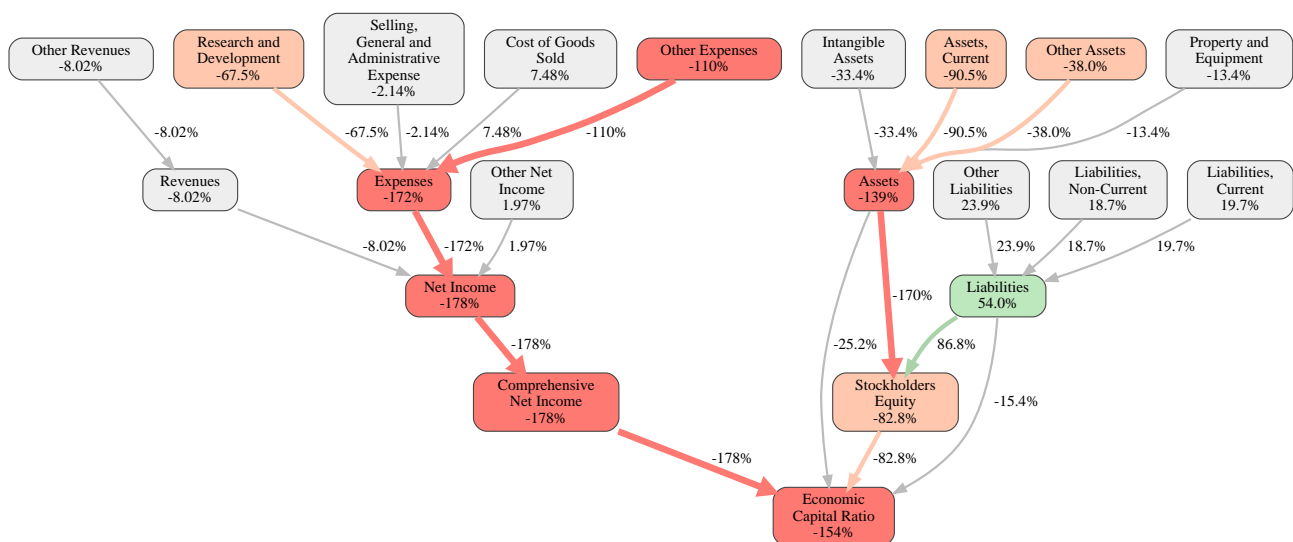 Other Revenues
-8.02%
Research and
Development
-67.5%
Selling,
General and
Administrative
Expense
-2.14%
Cost of Goods
Sold
7.48%
Other Expenses
-110%
Intangible
Assets
-33.4%
Assets,
Current
-90.5%
Other Assets
-38.0%
Property and
Equipment
-13.4%
-8.02%
-67.5%
-2.14%
7.48%
-110%
-33.4%
-90.5%
-38.0%
-13.4%
Revenues
-8.02%
Expenses
-172%
Other Net
Income
1.97%
Assets
-139%
Other
Liabilities
23.9%
Liabilities,
Non-Current
18.7%
Liabilities,
Current
19.7%
-8.02%
-172%
1.97%
23.9%
18.7%
19.7%
Net Income
-178%
-170%
Liabilities
54.0%
-178%
-25.2%
86.8%
Comprehensive
Net Income
-178%
Stockholders
Equity
-82.8%
-15.4%
-178%
-82.8%
Economic
Capital Ratio
-154%